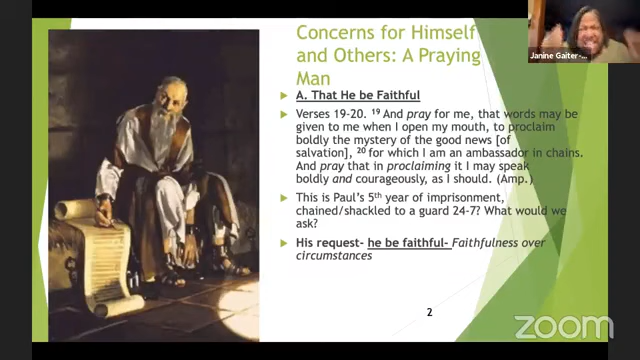 Concerns for Himself
and Others: A Praying
Man
A. That He be Faithful
Verses 19-20. 19 And pray for me, that words may be
given to me when I open my mouth, to proclaim
boldly the mystery of the good news [of
salvation], 20 for which I am an ambassador in chains.
And pray that in proclaiming it I may speak
boldly and courageously, as I should. (Amp.)
This is Paul's 5th year of imprisonment,
chained/shackled to a guard 24-7? What would we
ask?
His request- he be faithful- Faithfulness over
circumstances
2
Janine Gaiter-...
zoom